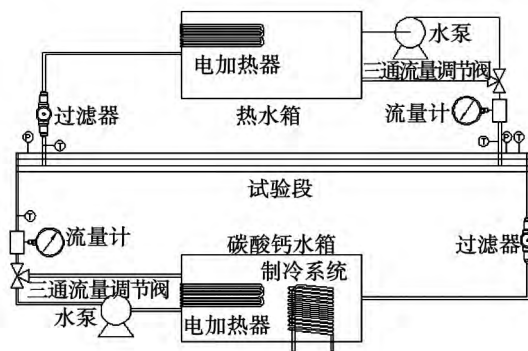 水泵
电加热器
三通流量调节阀
过滤器
热水箱
流量计
P
T
T
P
T
试验段
T
流量计
碳酸钙水箱
过滤器
制冷系统
三通流量调节阀
水泵
电加热器